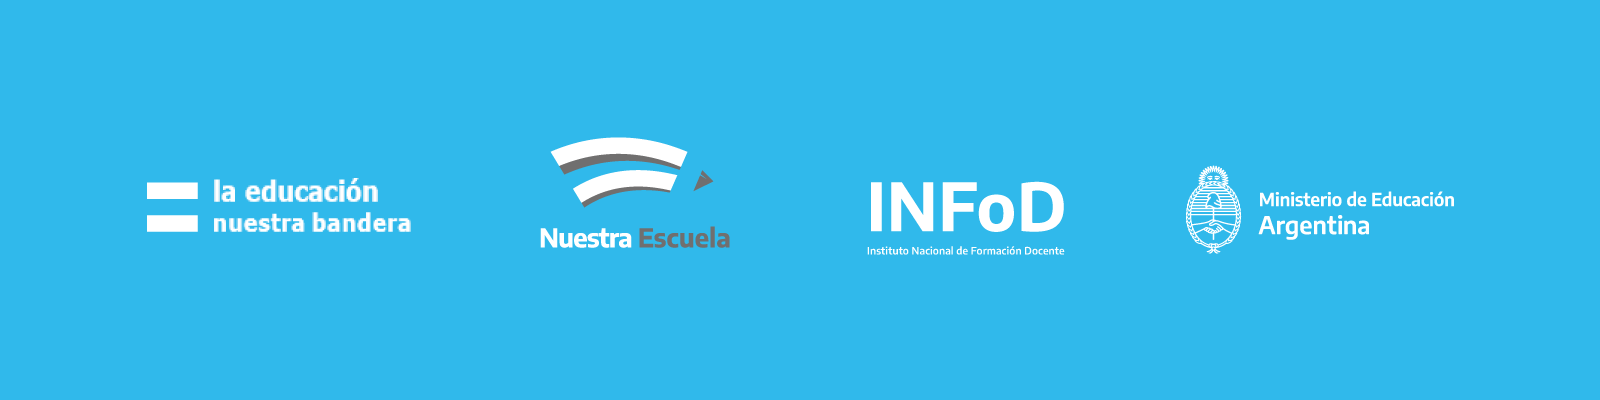 la educación
nuestra bandera
Nuestra Escuela
INFoD
Instituto Nacional de Formación Docente
Ministerio de Educación
Argentina